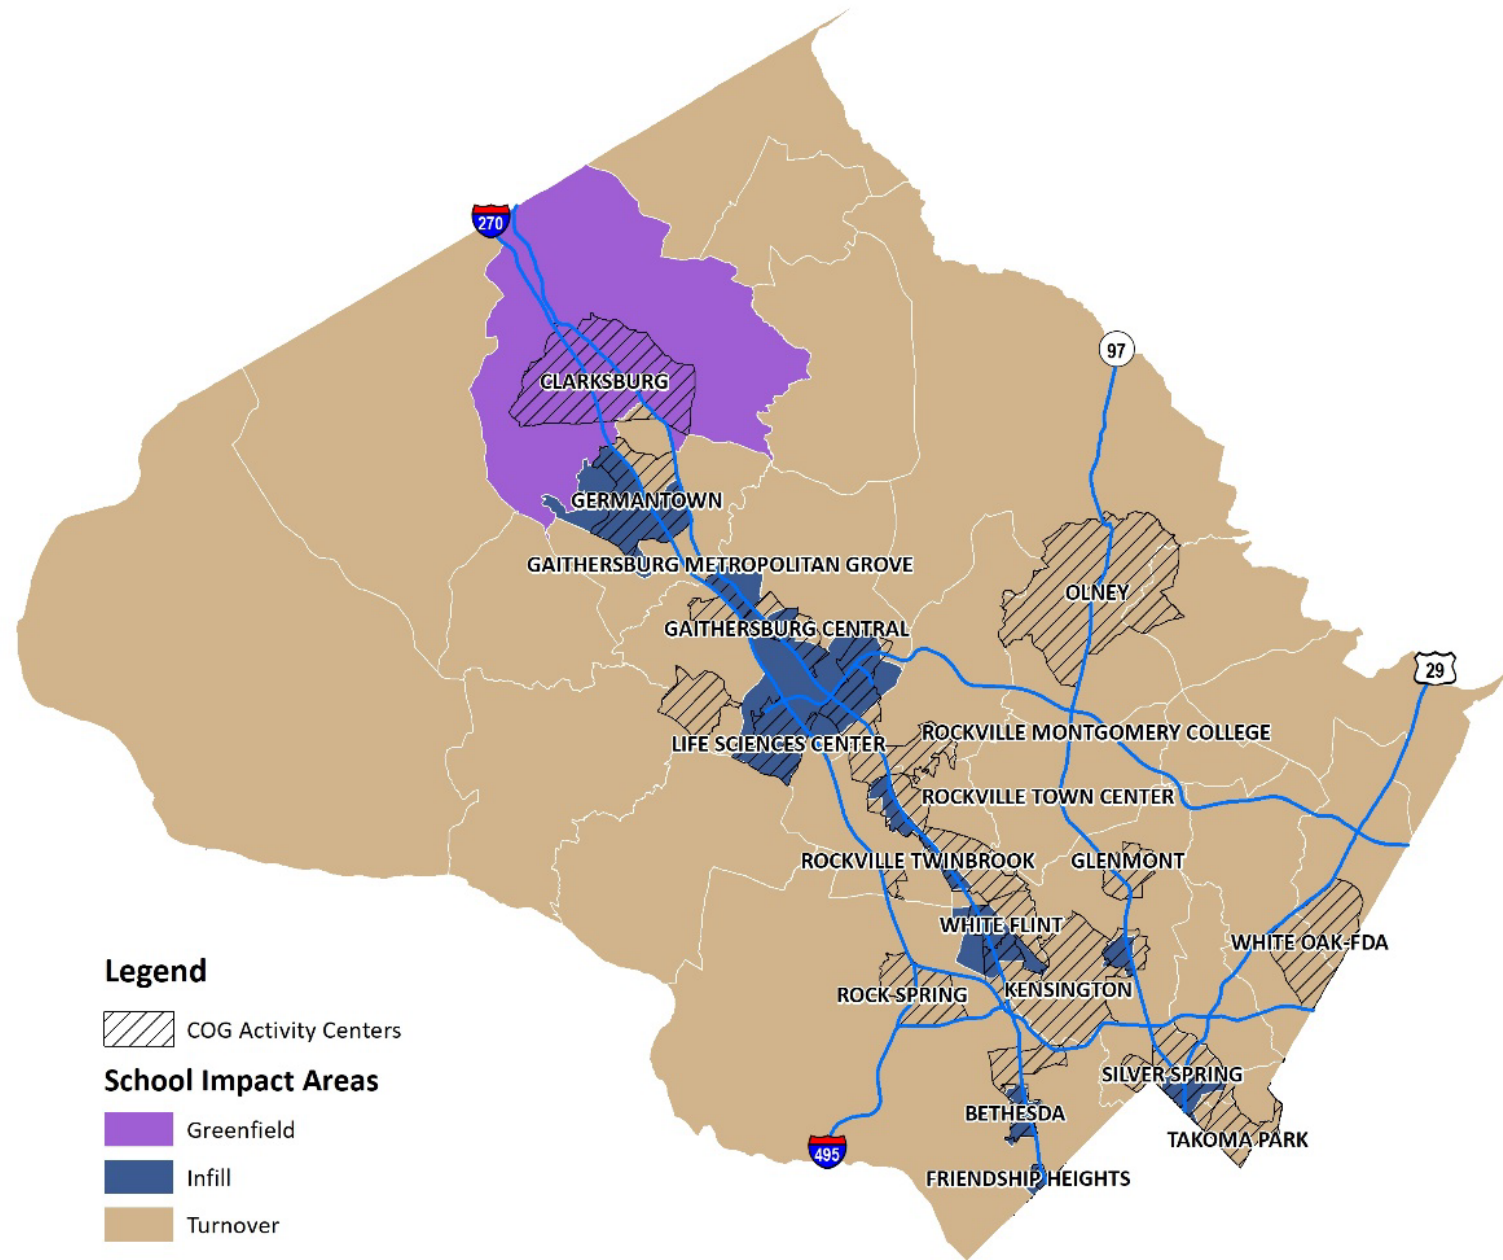 270
97
CLARKSBURG
GERMANTOWN
GAITHERSBURG METROPOLITAN GROVE
OLNEY
GAITHERSBURG CENTRAL
29
ROCKVILLE MONTGOMERY COLLEGE
LIFE SCIENCES CENTER
ROCKVILLE TOWN CENTER
ROCKVILLE TWINBROOK
GLENMONT
WHITE FLINT
WHITE OAK-FDA
KENSINGTON
ROCK SPRING
SILVER SPRING
BETHESDA
TAKOMA PARK
495
FRIENDSHIP HEIGHTS
Legend
COG Activity Centers
School Impact Areas
Greenfield
Infill
Turnover